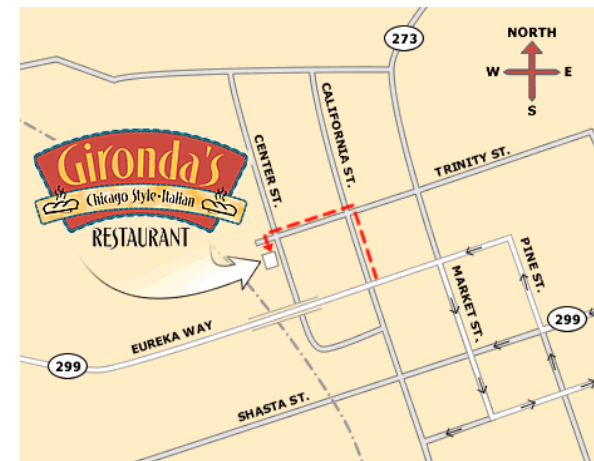 273
NORTH
W E
S
CALIFORNIA ST.
CENTER ST.
TRINITY ST.
Gironda's
Chicago Style•Italian
RESTAURANT
PINE ST.
MARKET ST.
EUREKA WAY
299
299
SHASTA ST.